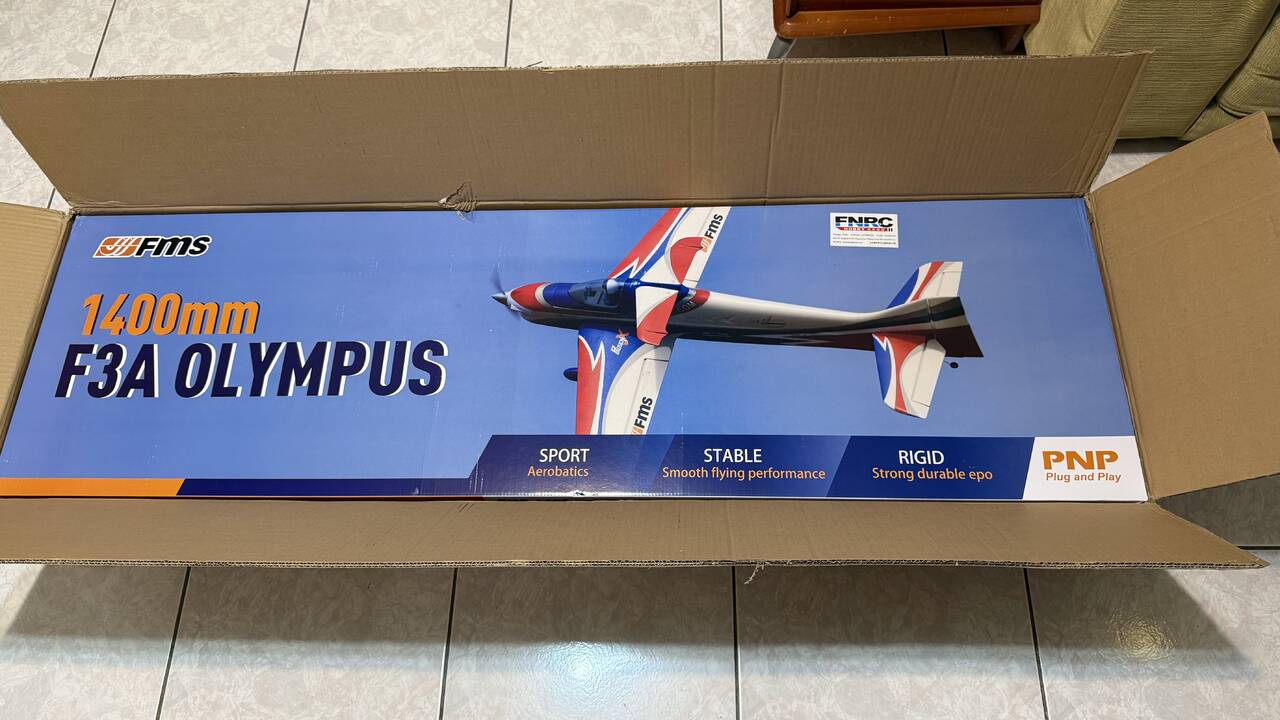 FMS
1400mm
F3A OLYMPUS
FNRC
FMS
FMS
SPORT
Aerobatics
STABLE
Smooth flying performance
RIGID
Strong durable epo
PNP
Plug and Play